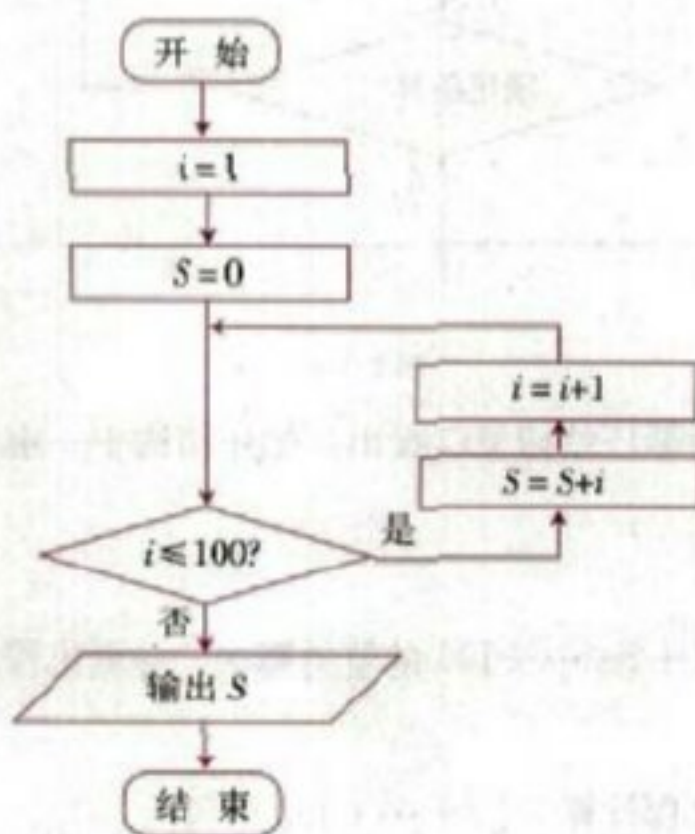 开 始
i=1
S=0
i=i+1
S=S+i
i≤100?
是
否
输出 S
结 束